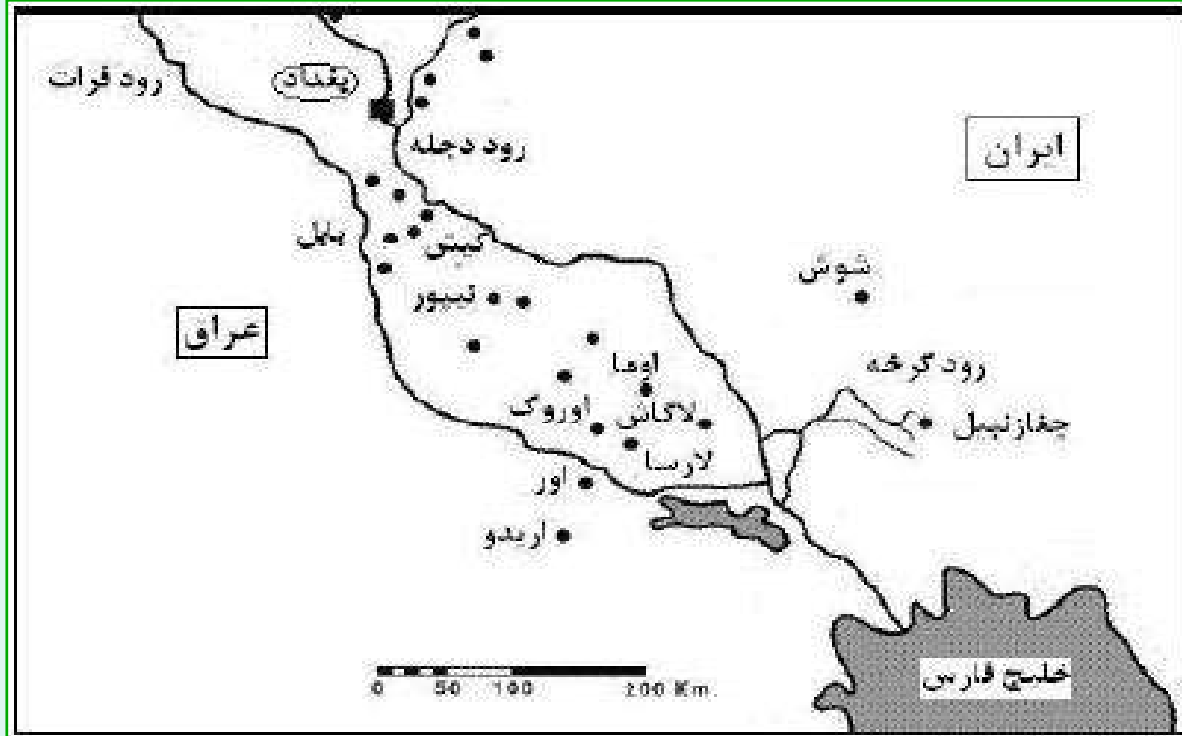 رود فرات
بغداد
رود دجله
ایران
بابل
کیش
شوش
نیپور
عراق
اوما
رود کرخه
اوروک
لاگاش
چغازنبیل
لارسا
اور
اریدو
خلیج فارس
0 50 100 200 Km.